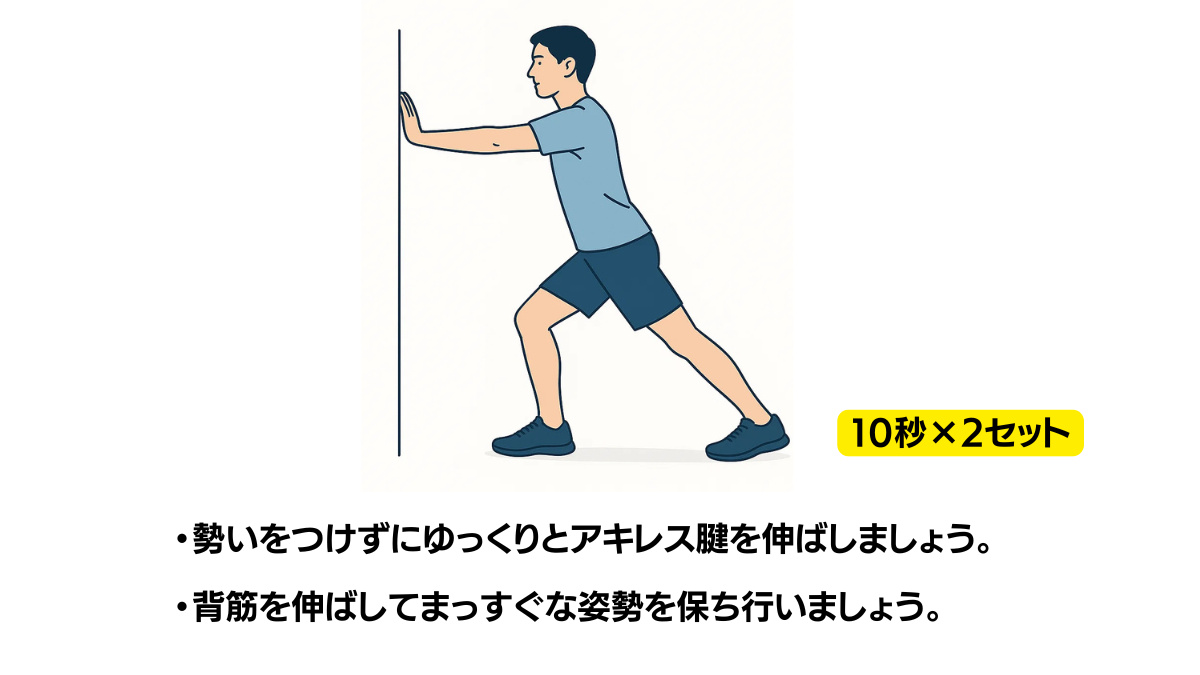 10秒×2セット
・勢いをつけずにゆっくりとアキレス腱を伸ばしましょう。
・背筋を伸ばしてまっすぐな姿勢を保ち行いましょう。